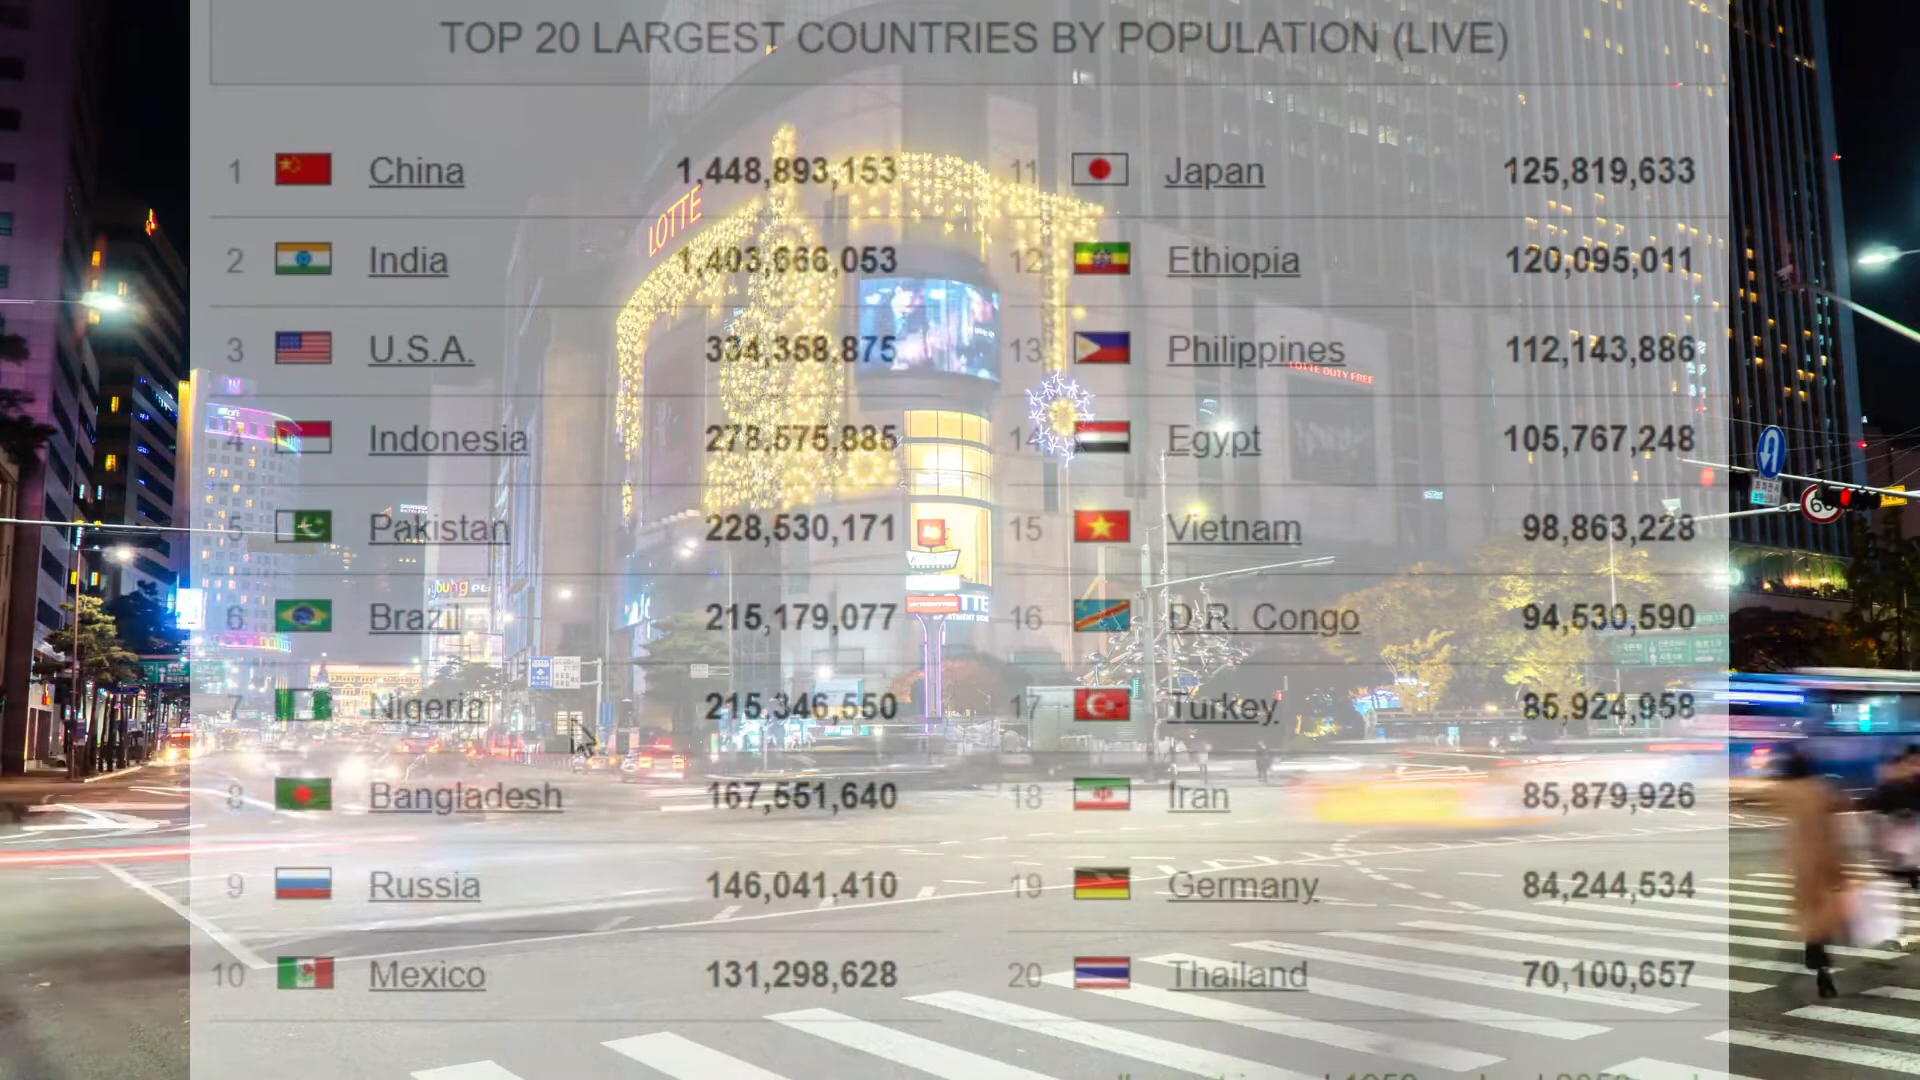 TOP 20 LARGEST COUNTRIES BY POPULATION (LIVE)
1 China 1,448,893,153
2 India 1,403,666,053
3 U.S.A. 334,358,875
4 Indonesia 278,575,885
5 Pakistan 228,530,171
6 Brazil 215,179,077
7 Nigeria 215,346,550
8 Bangladesh 167,551,640
9 Russia 146,041,410
10 Mexico 131,298,628
11 Japan 125,819,633
12 Ethiopia 120,095,011
13 Philippines 112,143,886
14 Egypt 105,767,248
15 Vietnam 98,863,228
16 D.R. Congo 94,530,590
17 Turkey 85,924,958
18 Iran 85,879,926
19 Germany 84,244,534
20 Thailand 70,100,657
LOTTE
LOTTE DUTY FREE
young
60